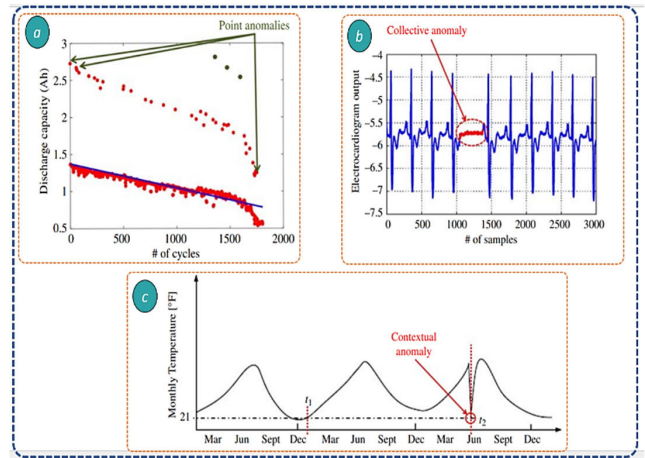 a
Point anomalies
3
2.5
2
1.5
1
0.5
Discharge capacity (Ah)
0
500
1000
1500
2000
# of cycles
b
Collective anomaly
-4
-4.5
-5
-5.5
-6
-6.5
-7
-7.5
Electrocardiogram output
0
500
1000
1500
2000
2500
3000
# of samples
c
Monthly Temperature [°F]
Contextual
anomaly
t1
21
t2
Mar Jun Sept Dec Mar Jun Sept Dec Mar Jun Sept Dec